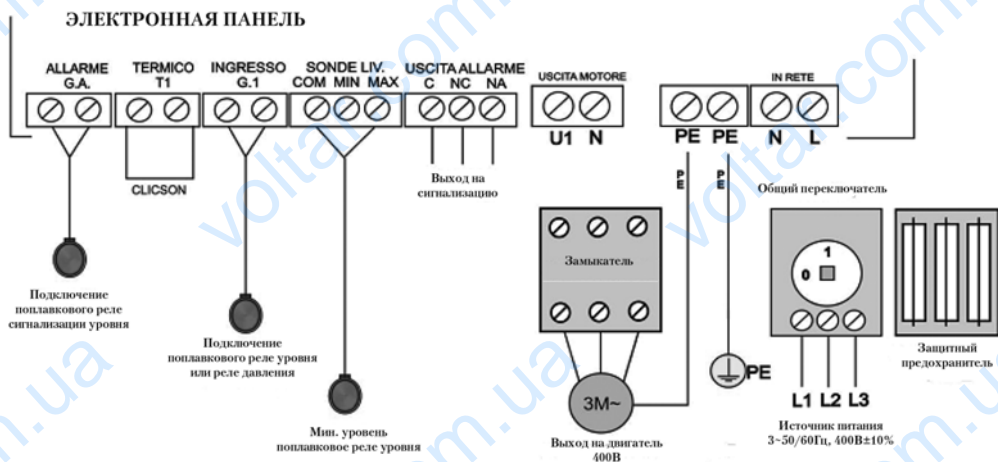 ЭЛЕКТРОННАЯ ПАНЕЛЬ
ALLARME
G.A.
TERMICO
T1
INGRESSO
G.1
SONDE LIV.
COM MIN MAX
USCITA ALLARME
C NC NA
USCITA MOTORE
U1 N
PE PE
IN RETE
N L
CLICSON
Выход на
сигнализацию
PE
PE
Общий переключатель
Замыкатель
1
0
Подключение
поплавкового реле
сигнализации уровня
Подключение
поплавкового реле уровня
или реле давления
Мин. уровень
поплавковое реле уровня
3M~
Выход на двигатель
400В
PE
L1 L2 L3
Источник питания
3~50/60Гц, 400В±10%
Защитный
предохранитель
voltar.com.ua